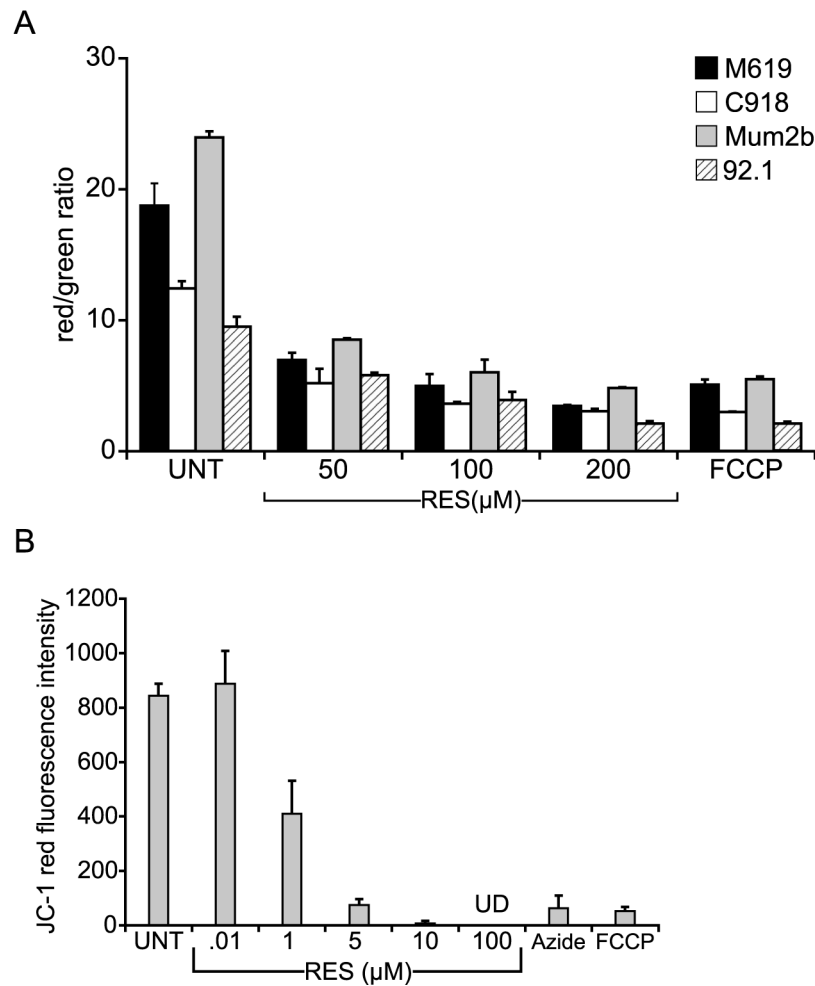 A
30
20
10
0
red/green ratio
M619
C918
Mum2b
92.1
UNT 50 100 200 FCCP
RES(µM)
B
1200
1000
800
600
400
200
0
JC-1 red fluorescence intensity
UD
UNT .01 1 5 10 100 Azide FCCP
RES (µM)